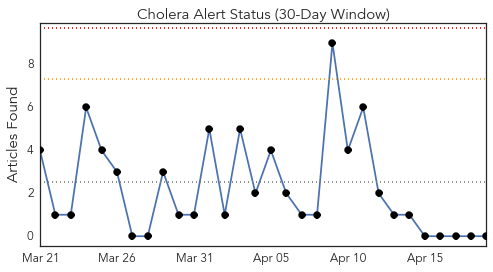 Cholera Alert Status (30-Day Window)
Articles Found
8
6
4
2
0
Mar 21 Mar 26 Mar 31 Apr 05 Apr 10 Apr 15